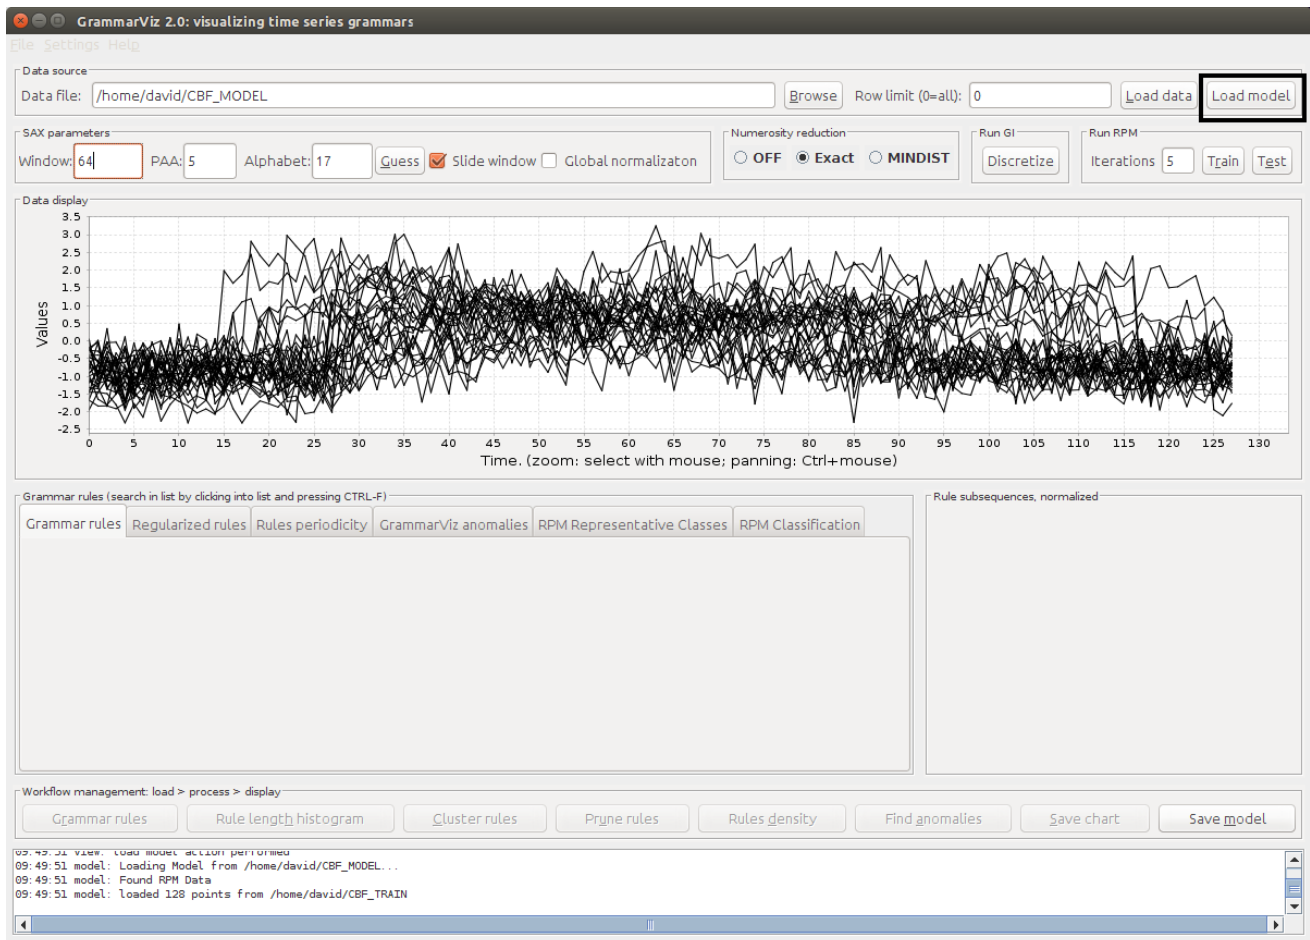 GrammarViz 2.0: visualizing time series grammars
File Settings Help
Data source
Data file: /home/david/CBF_MODEL Browse Row limit (0=all): 0 Load data Load model
SAX parameters Numerosity reduction Run GI Run RPM
Window: 64 PAA: 5 Alphabet: 17 Guess Slide window Global normalizaton OFF Exact MINDIST Discretize Iterations 5 Train Test
Data display
3.5
3.0
2.5
2.0
1.5
1.0
0.5
0.0
-0.5
-1.0
-1.5
-2.0
-2.5
Values
0 5 10 15 20 25 30 35 40 45 50 55 60 65 70 75 80 85 90 95 100 105 110 115 120 125 130
Time. (zoom: select with mouse; panning: Ctrl+mouse)
Grammar rules (search in list by clicking into list and pressing CTRL-F) Rule subsequences, normalized
Grammar rules Regularized rules Rules periodicity GrammarViz anomalies RPM Representative Classes RPM Classification
Workflow management: load > process > display
Grammar rules Rule length histogram Cluster rules Prune rules Rules density Find anomalies Save chart Save model
09:49:51 view: load model action performed
09:49:51 model: Loading Model from /home/david/CBF_MODEL...
09:49:51 model: Found RPM Data
09:49:51 model: loaded 128 points from /home/david/CBF_TRAIN